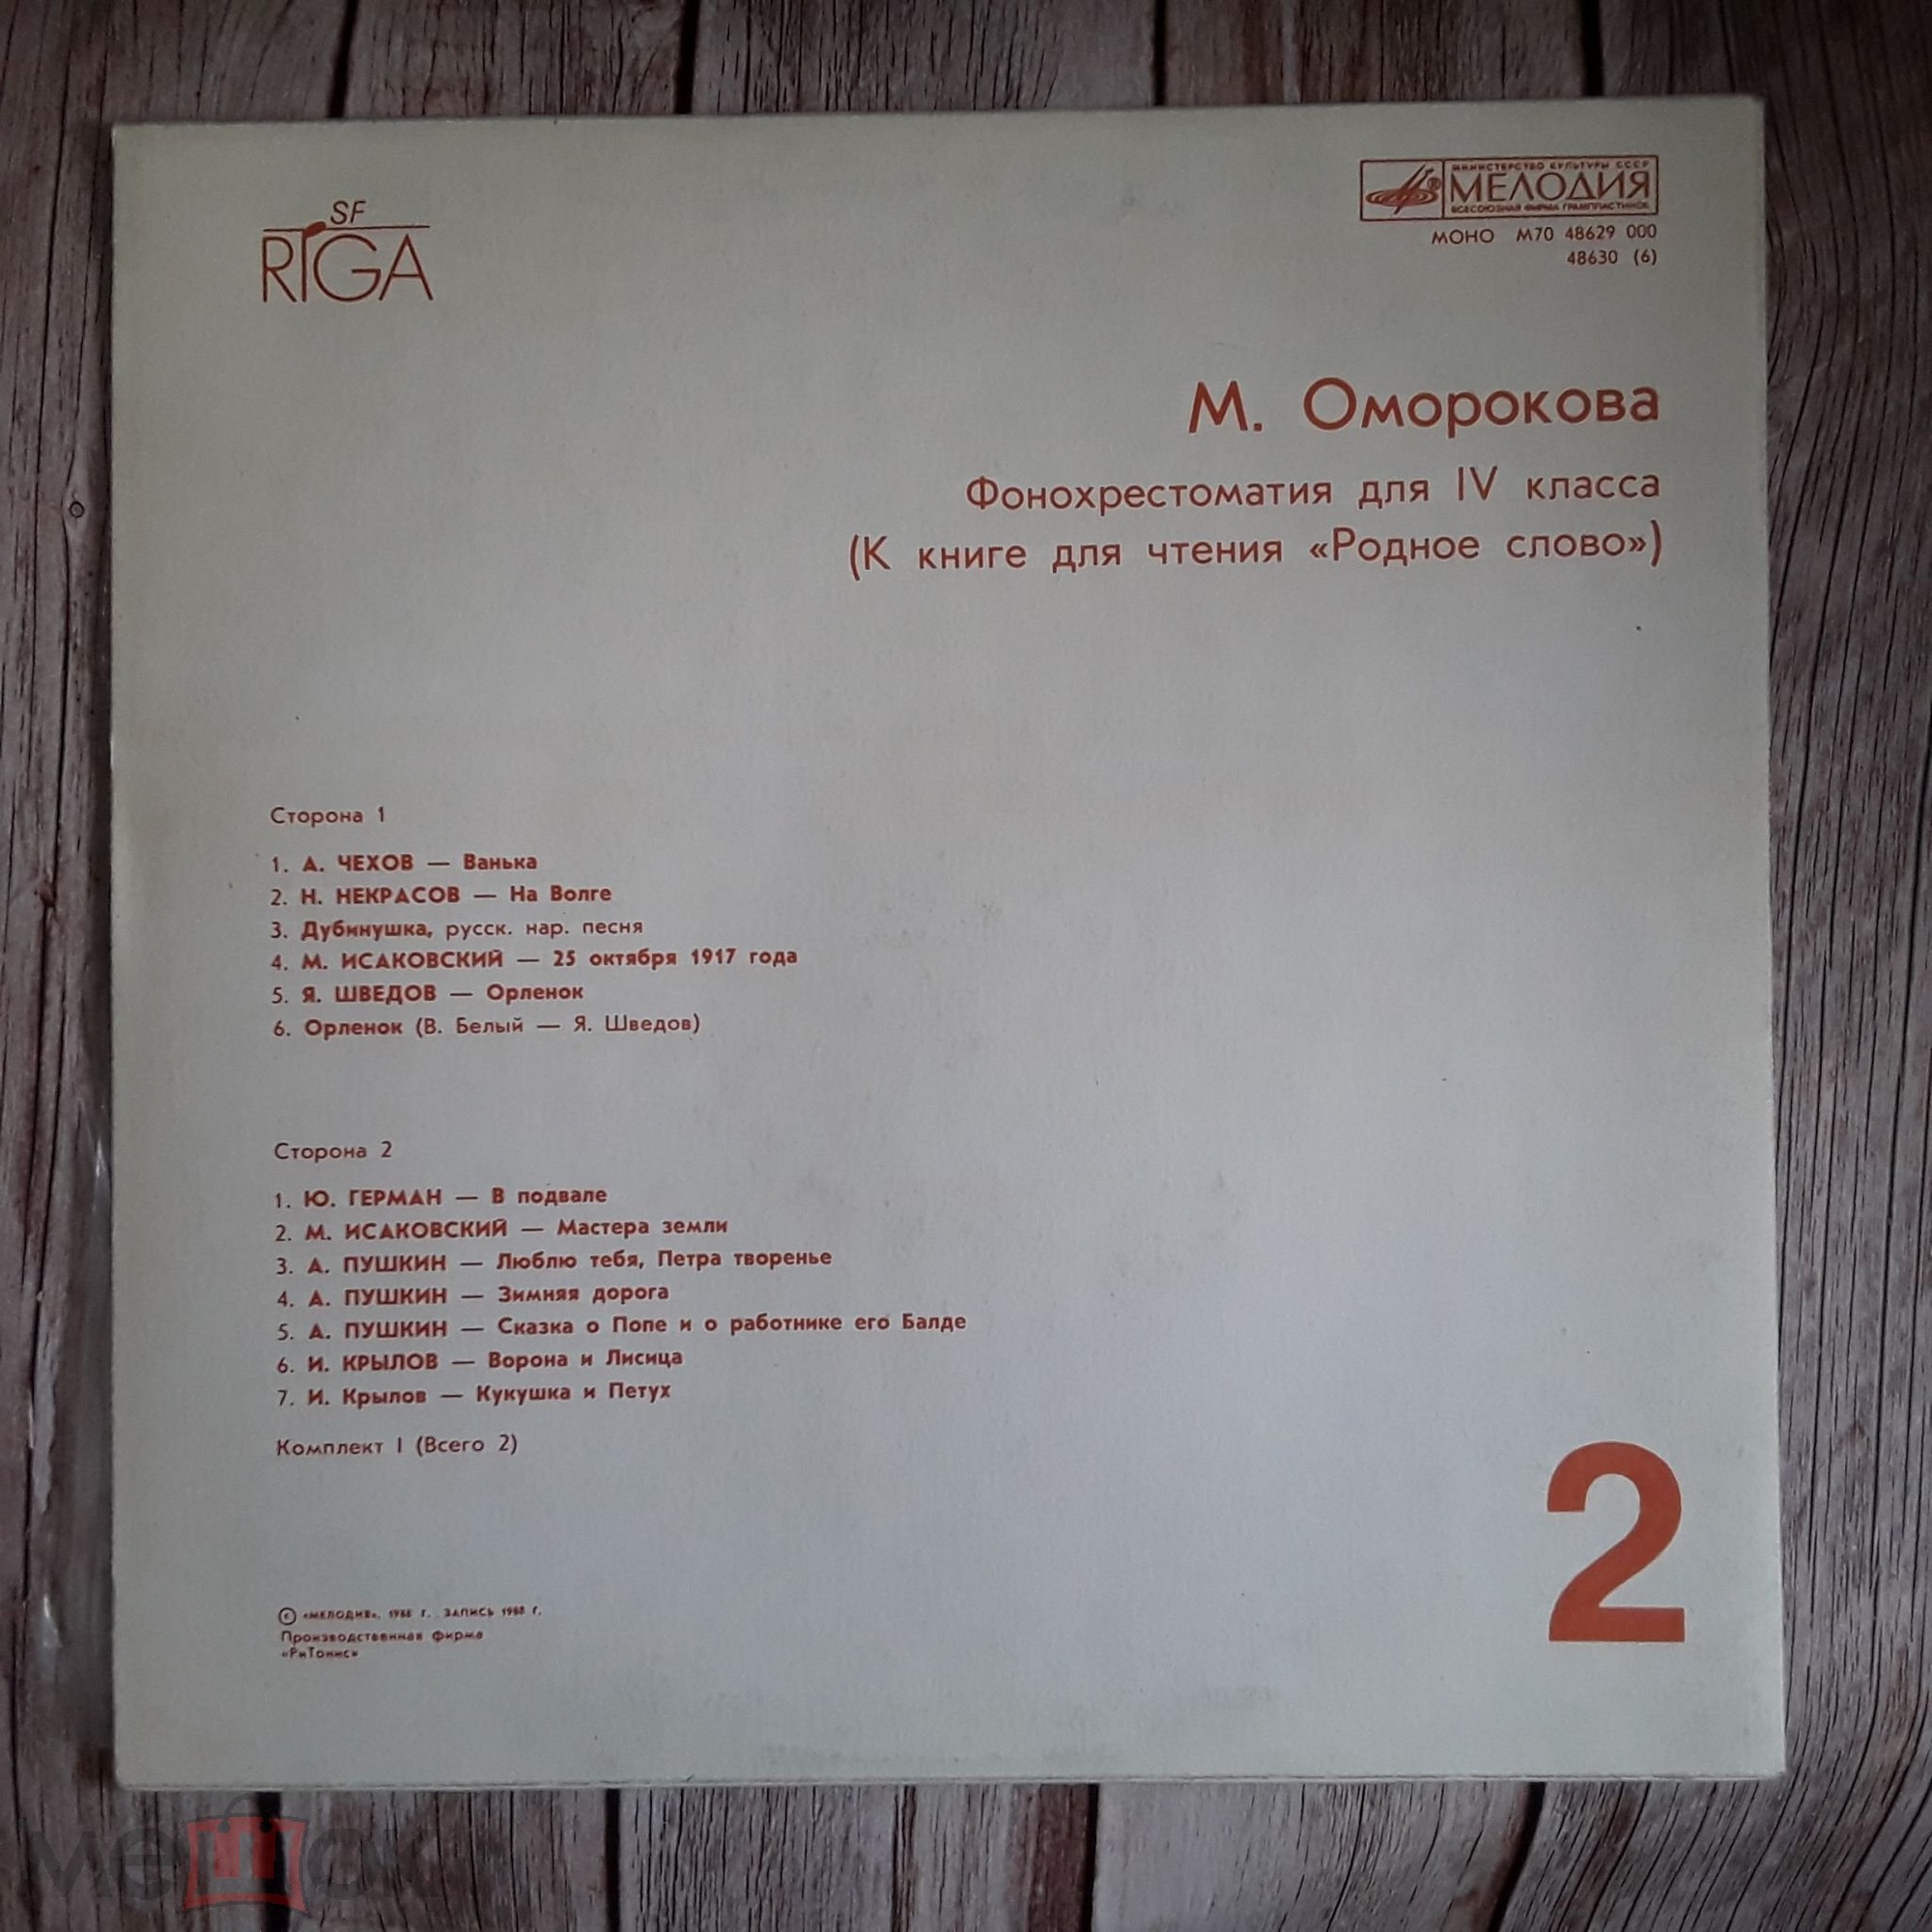 SF
RIGA
МИНИСТЕРСТВО КУЛЬТУРЫ СССР
МЕЛОДИЯ
ВСЕСОЮЗНАЯ ФИРМА ГРАМПЛАСТИНОК
МОНО М70 48629 000
48630 (6)
М. Оморокова
Фонохрестоматия для IV класса
(К книге для чтения «Родное слово»)
Сторона 1
1. А. ЧЕХОВ — Ванька
2. Н. НЕКРАСОВ — На Волге
3. Дубинушка, русск. нар. песня
4. М. ИСАКОВСКИЙ — 25 октября 1917 года
5. Я. ШВЕДОВ — Орленок
6. Орленок (В. Белый — Я. Шведов)
Сторона 2
1. Ю. ГЕРМАН — В подвале
2. М. ИСАКОВСКИЙ — Мастера земли
3. А. ПУШКИН — Люблю тебя, Петра творенье
4. А. ПУШКИН — Зимняя дорога
5. А. ПУШКИН — Сказка о Попе и о работнике его Балде
6. И. КРЫЛОВ — Ворона и Лисица
7. И. Крылов — Кукушка и Петух
Комплект I (Всего 2)
2
© «МЕЛОДИЯ», 1988 г. ЗАПИСЬ 1988 г.
Производственная фирма
«РиТонис»
мешок